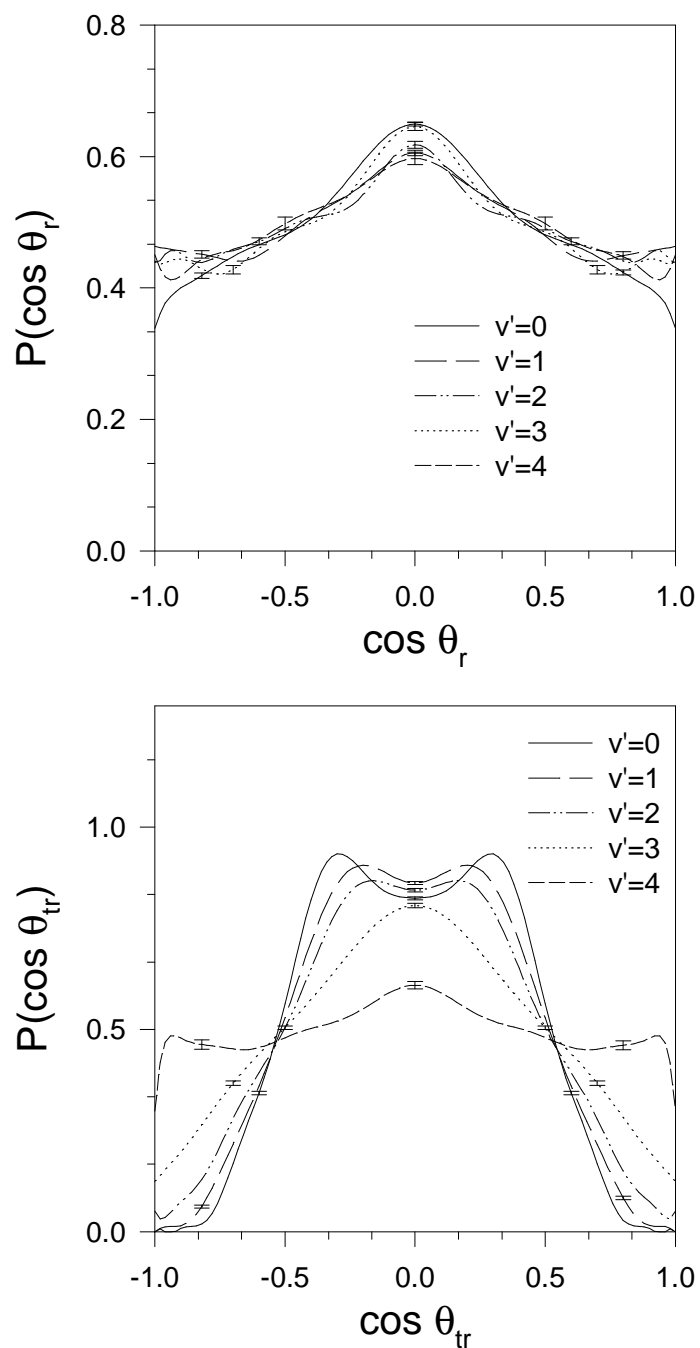 0.8
0.6
0.4
0.2
0.0
P(cos θr)
v'=0
v'=1
v'=2
v'=3
v'=4
-1.0 -0.5 0.0 0.5 1.0
cos θr
1.0
0.5
0.0
P(cos θtr)
v'=0
v'=1
v'=2
v'=3
v'=4
-1.0 -0.5 0.0 0.5 1.0
cos θtr